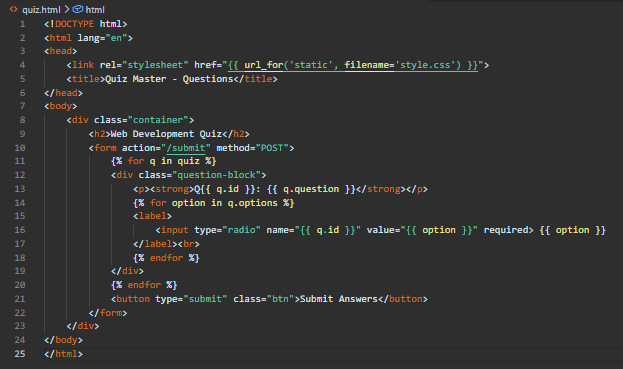 quiz.html > html
1 <!DOCTYPE html>
2 <html lang="en">
3 <head>
4 <link rel="stylesheet" href="{{ url_for('static', filename='style.css') }}">
5 <title>Quiz Master - Questions</title>
6 </head>
7 <body>
8 <div class="container">
9 <h2>Web Development Quiz</h2>
10 <form action="/submit" method="POST">
11 {% for q in quiz %}
12 <div class="question-block">
13 <p><strong>Q{{ q.id }}: {{ q.question }}</strong></p>
14 {% for option in q.options %}
15 <label>
16 <input type="radio" name="{{ q.id }}" value="{{ option }}" required> {{ option }}
17 </label><br>
18 {% endfor %}
19 </div>
20 {% endfor %}
21 <button type="submit" class="btn">Submit Answers</button>
22 </form>
23 </div>
24 </body>
25 </html>